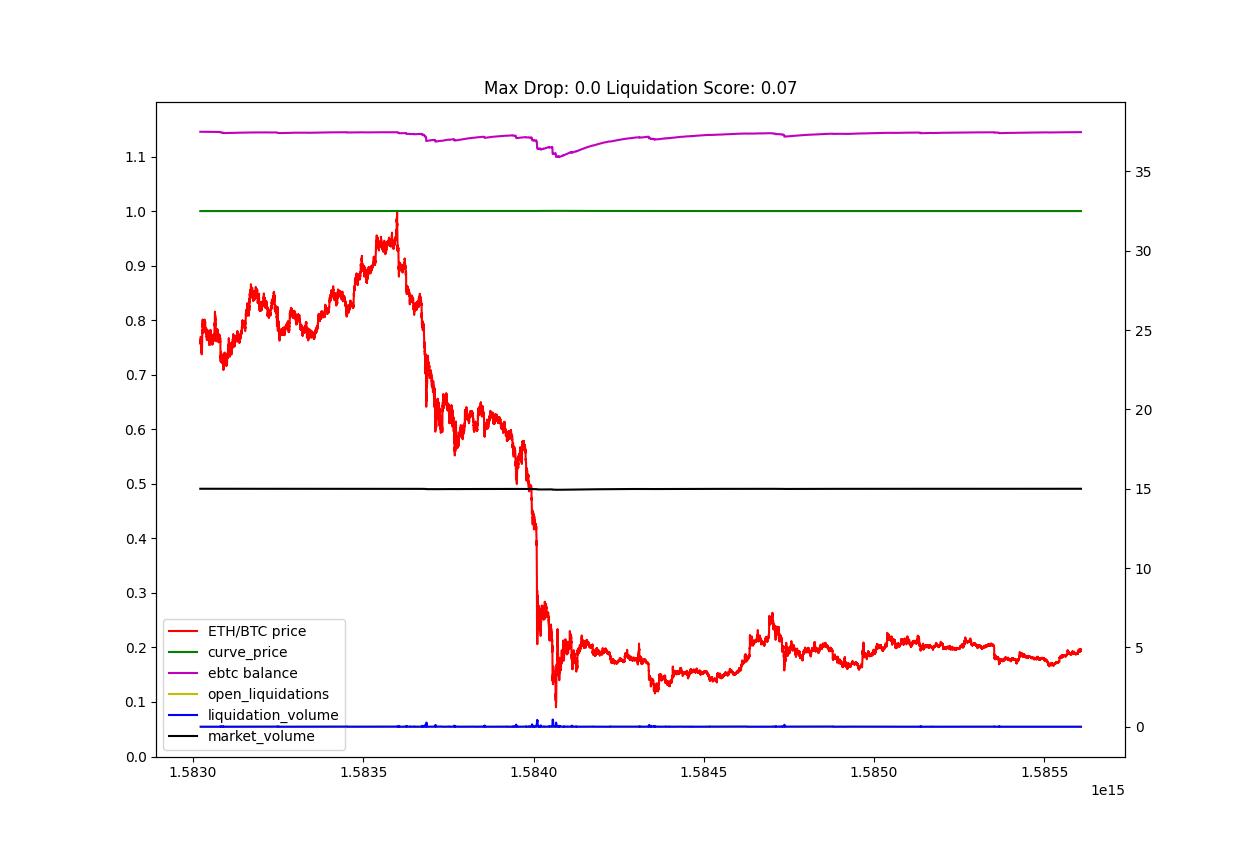 Max Drop: 0.0 Liquidation Score: 0.07
1.1
1.0
0.9
0.8
0.7
0.6
0.5
0.4
0.3
0.2
0.1
0.0
35
30
25
20
15
10
5
0
ETH/BTC price
curve_price
ebtc balance
open_liquidations
liquidation_volume
market_volume
1.5830 1.5835 1.5840 1.5845 1.5850 1.5855
1e15